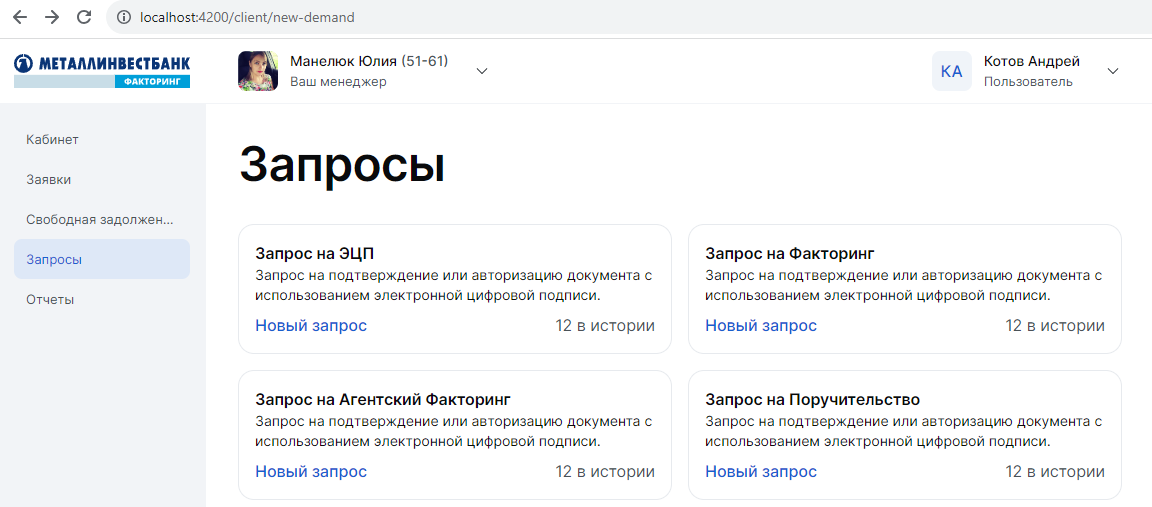 localhost:4200/client/new-demand
МЕТАЛЛИНВЕСТБАНК
ФАКТОРИНГ
Манелюк Юлия (51-61)
Ваш менеджер
КА
Котов Андрей
Пользователь
Кабинет
Заявки
Свободная задолжен...
Запросы
Отчеты
Запросы
Запрос на ЭЦП
Запрос на подтверждение или авторизацию документа с
использованием электронной цифровой подписи.
Новый запрос
12 в истории
Запрос на Факторинг
Запрос на подтверждение или авторизацию документа с
использованием электронной цифровой подписи.
Новый запрос
12 в истории
Запрос на Агентский Факторинг
Запрос на подтверждение или авторизацию документа с
использованием электронной цифровой подписи.
Новый запрос
12 в истории
Запрос на Поручительство
Запрос на подтверждение или авторизацию документа с
использованием электронной цифровой подписи.
Новый запрос
12 в истории